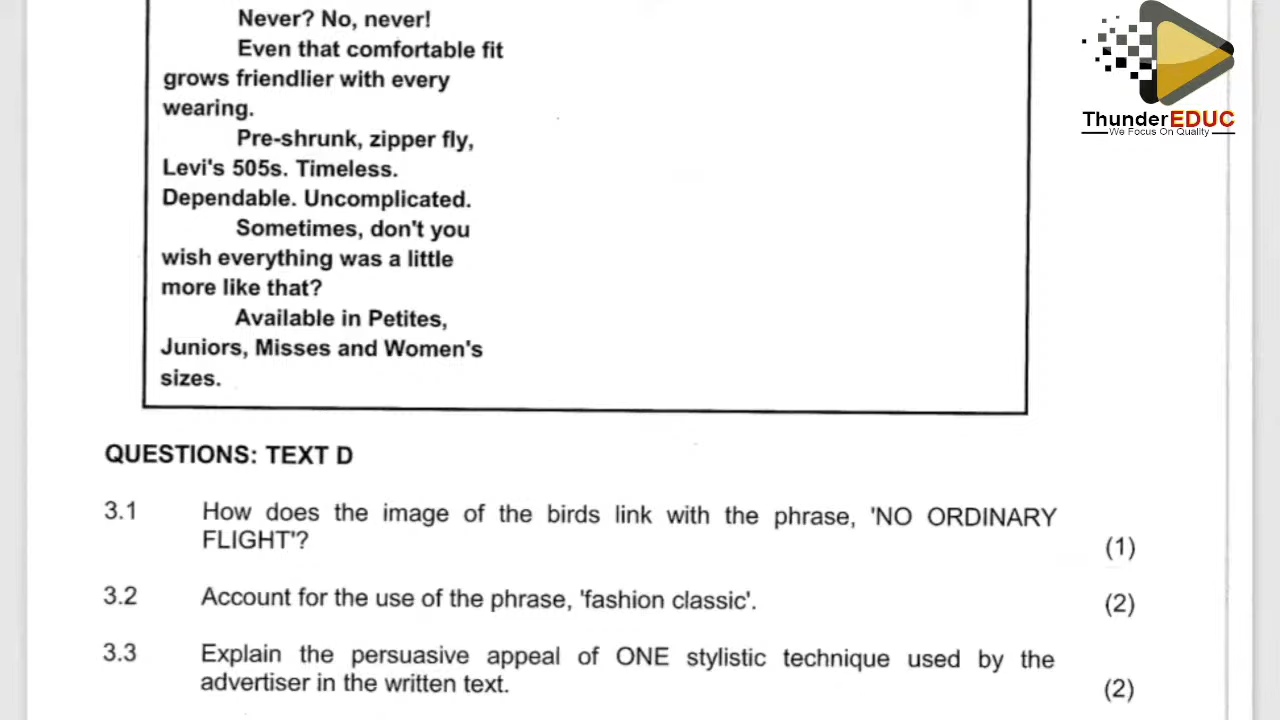 Never? No, never!
Even that comfortable fit
grows friendlier with every
wearing.
Pre-shrunk, zipper fly,
Levi's 505s. Timeless.
Dependable. Uncomplicated.
Sometimes, don't you
wish everything was a little
more like that?
Available in Petites,
Juniors, Misses and Women's
sizes.
ThunderEDUC
We Focus On Quality
QUESTIONS: TEXT D
3.1 How does the image of the birds link with the phrase, 'NO ORDINARY
FLIGHT'? (1)
3.2 Account for the use of the phrase, 'fashion classic'. (2)
3.3 Explain the persuasive appeal of ONE stylistic technique used by the
advertiser in the written text. (2)